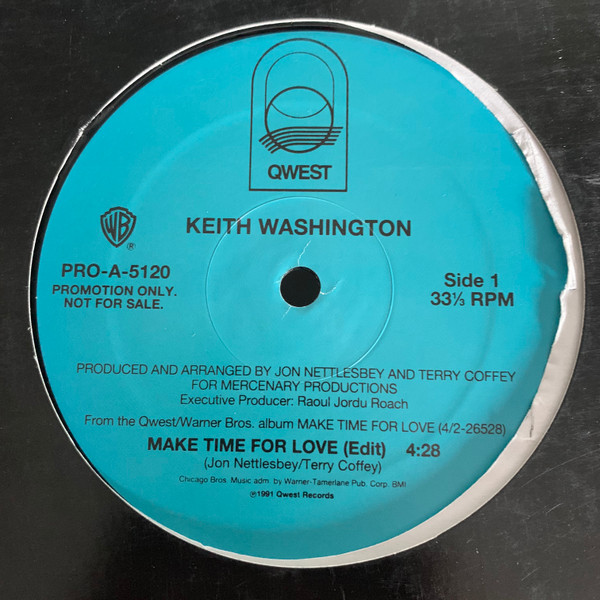 QWEST
KEITH WASHINGTON
WB
®
PRO-A-5120
PROMOTION ONLY.
NOT FOR SALE.
Side 1
33⅓ RPM
PRODUCED AND ARRANGED BY JON NETTLESBEY AND TERRY COFFEY
FOR MERCENARY PRODUCTIONS
Executive Producer: Raoul Jordu Roach
From the Qwest/Warner Bros. album MAKE TIME FOR LOVE (4/2-26528)
MAKE TIME FOR LOVE (Edit) 4:28
(Jon Nettlesbey/Terry Coffey)
Chicago Bros. Music adm. by Warner-Tamerlane Pub. Corp. BMI
℗1991 Qwest Records